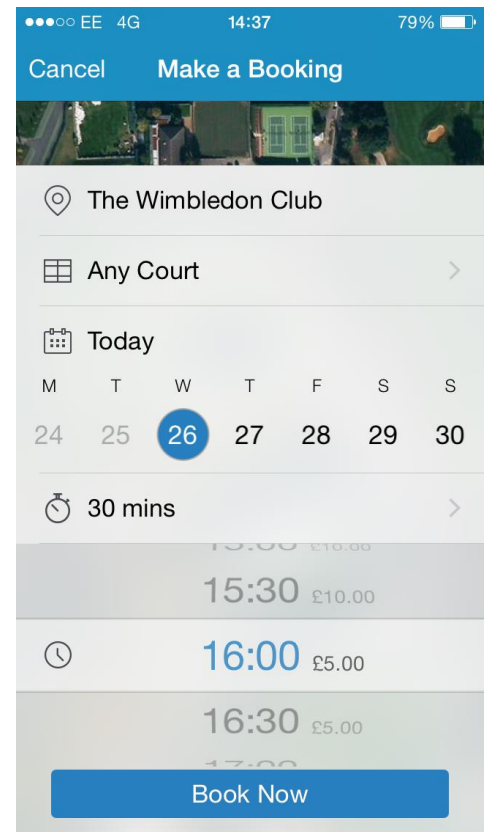 EE 4G 14:37 79%
Cancel Make a Booking
The Wimbledon Club
Any Court
Today
M T W T F S S
24 25 26 27 28 29 30
30 mins
15:30 £10.00
16:00 £5.00
16:30 £5.00
Book Now